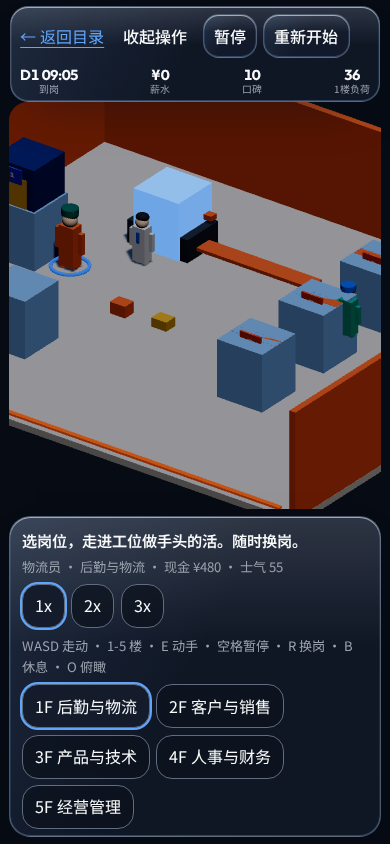 ← 返回目录 收起操作 暂停 重新开始
D1 09:05 ¥0 10 36
到岗 薪水 口碑 1楼负荷
选岗位，走进工位做手头的活。随时换岗。
物流员 • 后勤与物流 • 现金 ¥480 • 士气 55
1x 2x 3x
WASD 走动 • 1-5 楼 • E 动手 • 空格暂停 • R 换岗 • B
休息 • O 俯瞰
1F 后勤与物流 2F 客户与销售
3F 产品与技术 4F 人事与财务
5F 经营管理